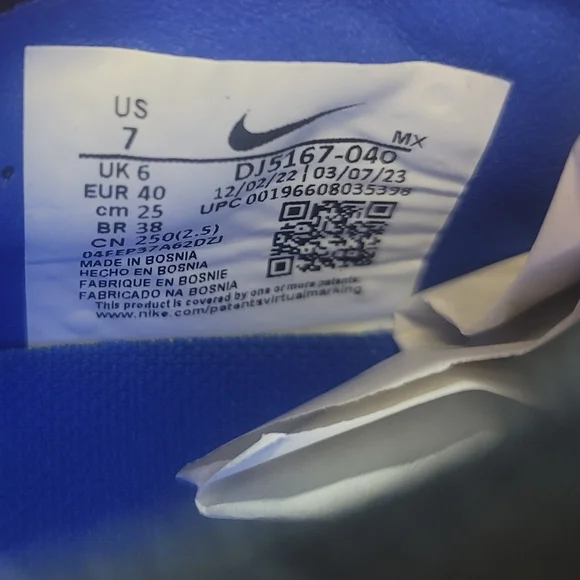 US
7
MX
UK 6
DJ5167-040
EUR 40
12/02/22 | 03/07/23
cm 25
UPC 00196608035398
BR 38
CN 250(2.5)
04FEP37A62DZJ
MADE IN BOSNIA
HECHO EN BOSNIA
FABRIQUE EN BOSNIE
FABRICADO NA BOSNIA
This product is covered by one or more patents:
www.nike.com/patentsvirtualmarking